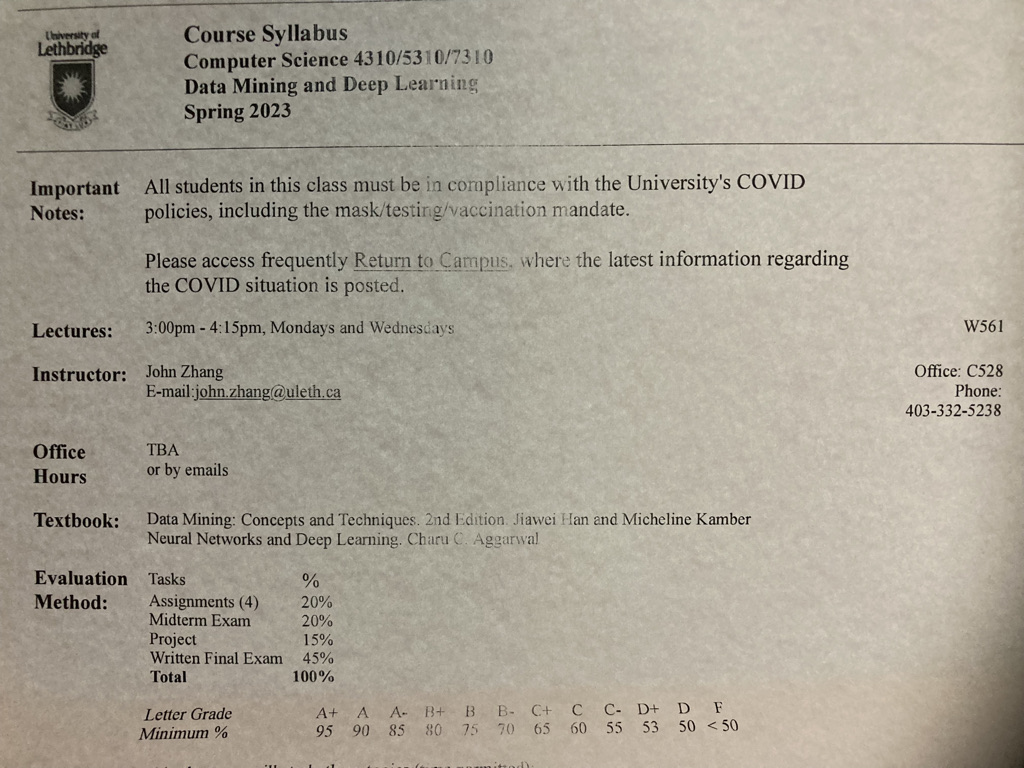 University of
Lethbridge
Course Syllabus
Computer Science 4310/5310/7310
Data Mining and Deep Learning
Spring 2023
Important Notes: All students in this class must be in compliance with the University's COVID
policies, including the mask/testing/vaccination mandate.
Please access frequently Return to Campus, where the latest information regarding
the COVID situation is posted.
Lectures: 3:00pm - 4:15pm, Mondays and Wednesdays W561
Instructor: John Zhang Office: C528
E-mail:john.zhang@uleth.ca Phone:
403-332-5238
Office Hours TBA
or by emails
Textbook: Data Mining: Concepts and Techniques. 2nd Edition. Jiawei Han and Micheline Kamber
Neural Networks and Deep Learning. Charu C. Aggarwal
Evaluation Method: Tasks %
Assignments (4) 20%
Midterm Exam 20%
Project 15%
Written Final Exam 45%
Total 100%
Letter Grade A+ A A- B+ B B- C+ C C- D+ D F
Minimum % 95 90 85 80 75 70 65 60 55 53 50 < 50